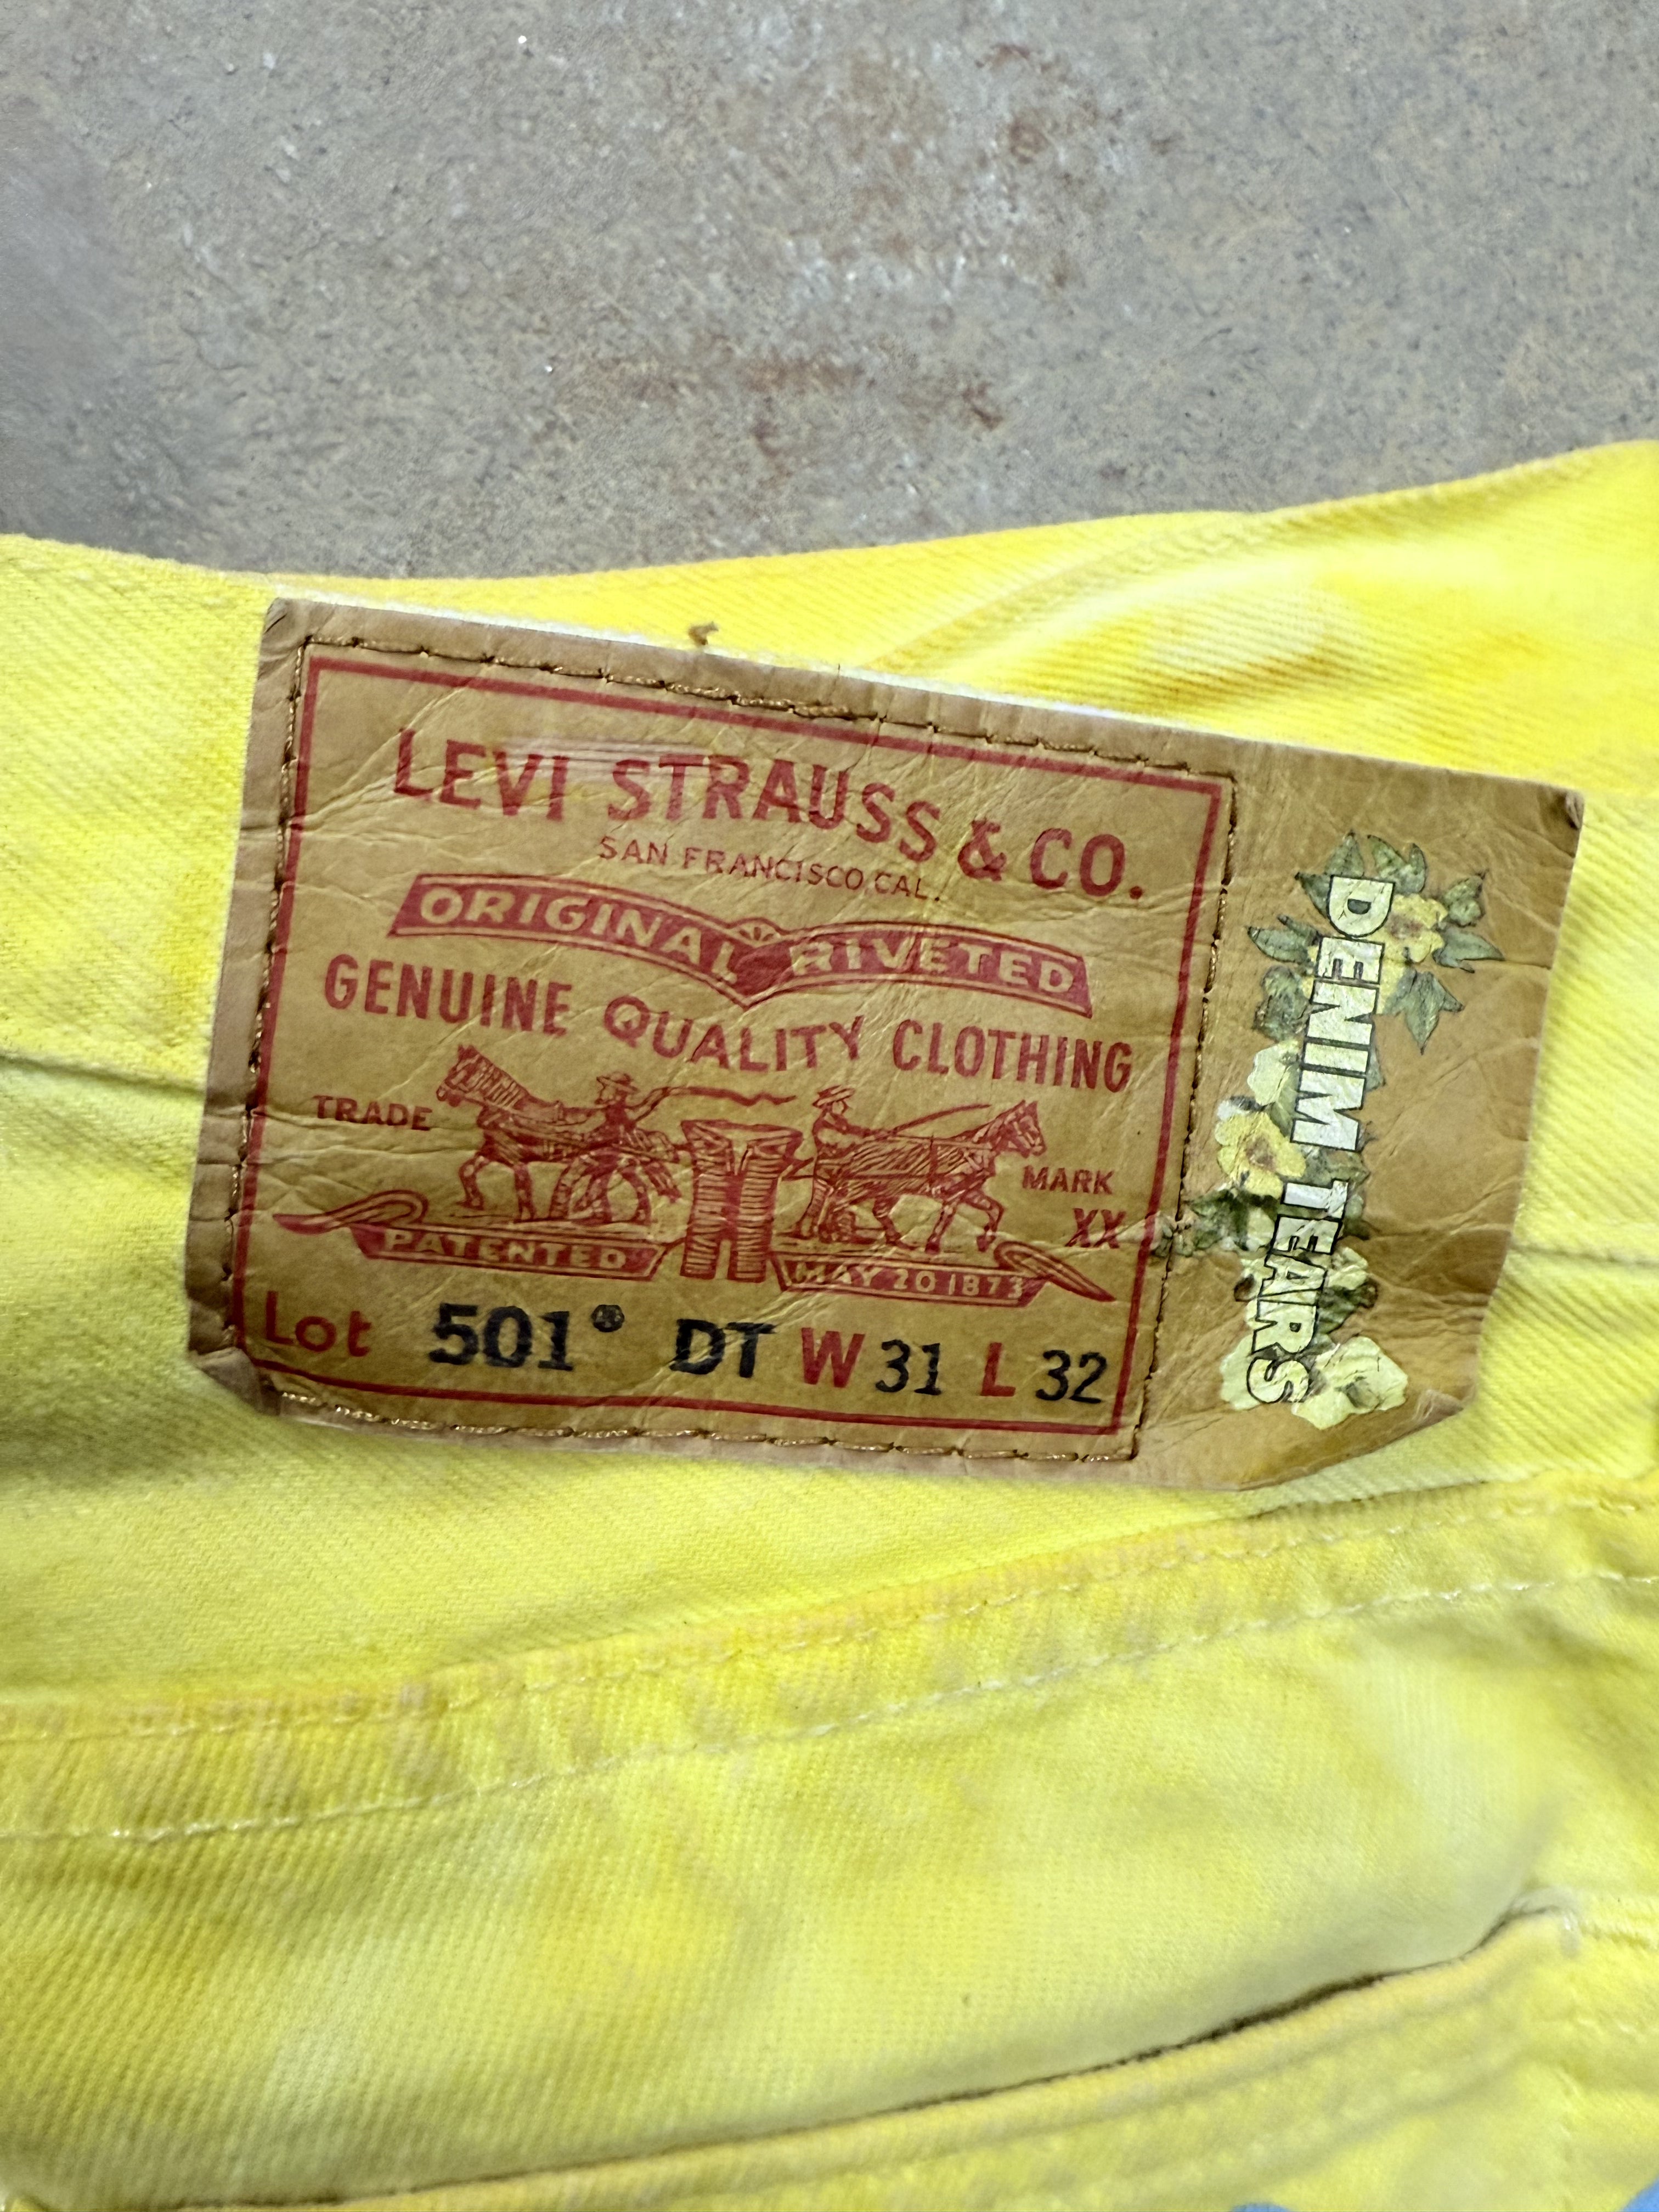 LEVI STRAUSS & CO.
SAN FRANCISCO, CAL.
ORIGINAL RIVETED
GENUINE QUALITY CLOTHING
TRADE MARK
XX
PATENTED MAY 20 1873
Lot 501® DT W 31 L 32
DENIM TEARS